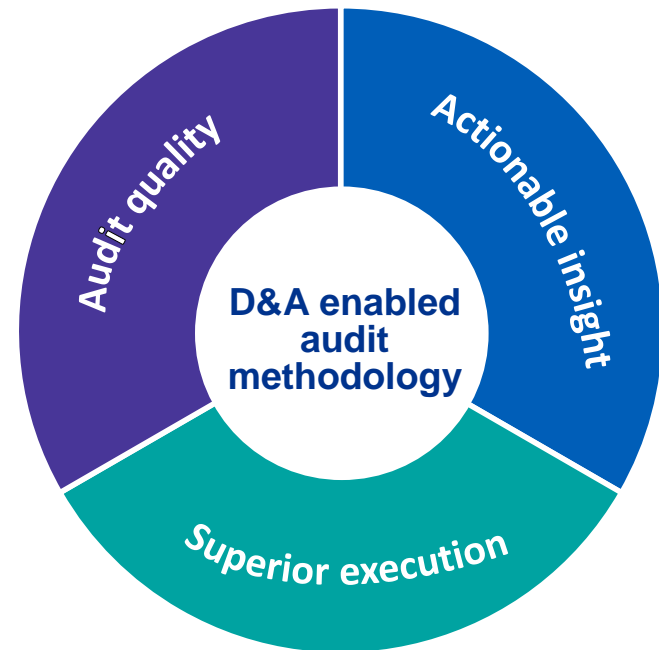 Audit quality
Actionable insight
D&A enabled
audit
methodology
Superior execution